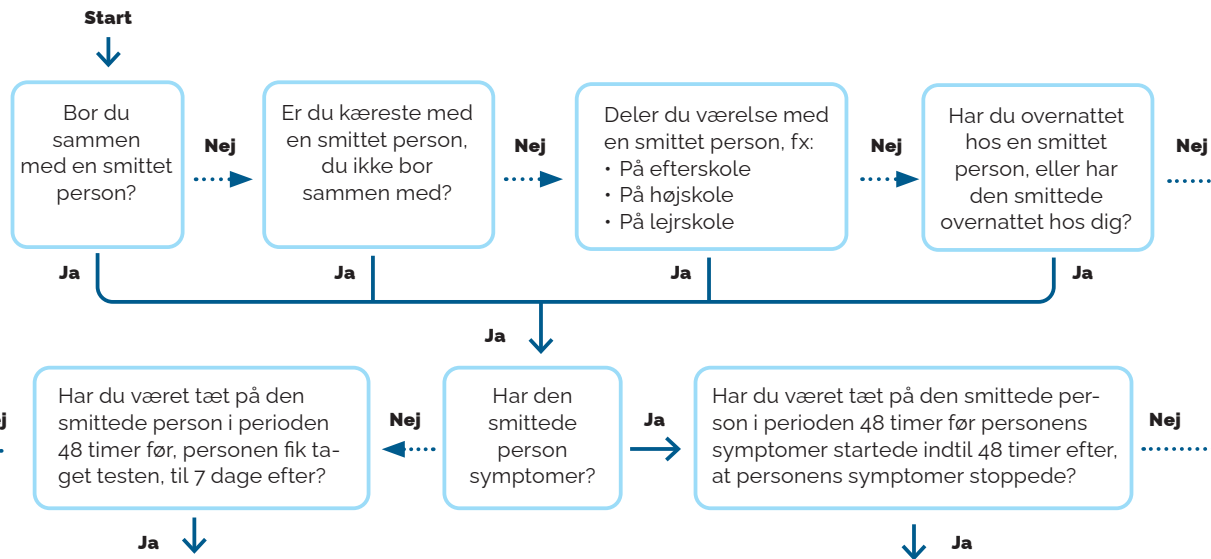 Start
Bor du
sammen
med en smittet
person?
Nej
Er du kæreste med
en smittet person,
du ikke bor
sammen med?
Nej
Deler du værelse med
en smittet person, fx:
• På efterskole
• På højskole
• På lejrskole
Nej
Har du overnattet
hos en smittet
person, eller har
den smittede
overnattet hos dig?
Nej
Ja
Ja
Ja
Ja
Ja
Har du været tæt på den
smittede person i perioden
48 timer før, personen fik ta-
get testen, til 7 dage efter?
Nej
Har den
smittede
person
symptomer?
Ja
Har du været tæt på den smittede per-
son i perioden 48 timer før personens
symptomer startede indtil 48 timer efter,
at personens symptomer stoppede?
Nej
Ja
Ja